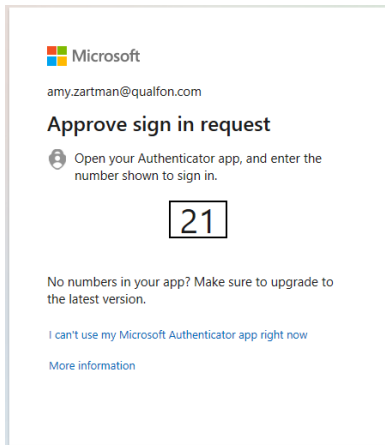 Microsoft
amy.zartman@qualfon.com
Approve sign in request
Open your Authenticator app, and enter the
number shown to sign in.
21
No numbers in your app? Make sure to upgrade to
the latest version.
I can't use my Microsoft Authenticator app right now
More information